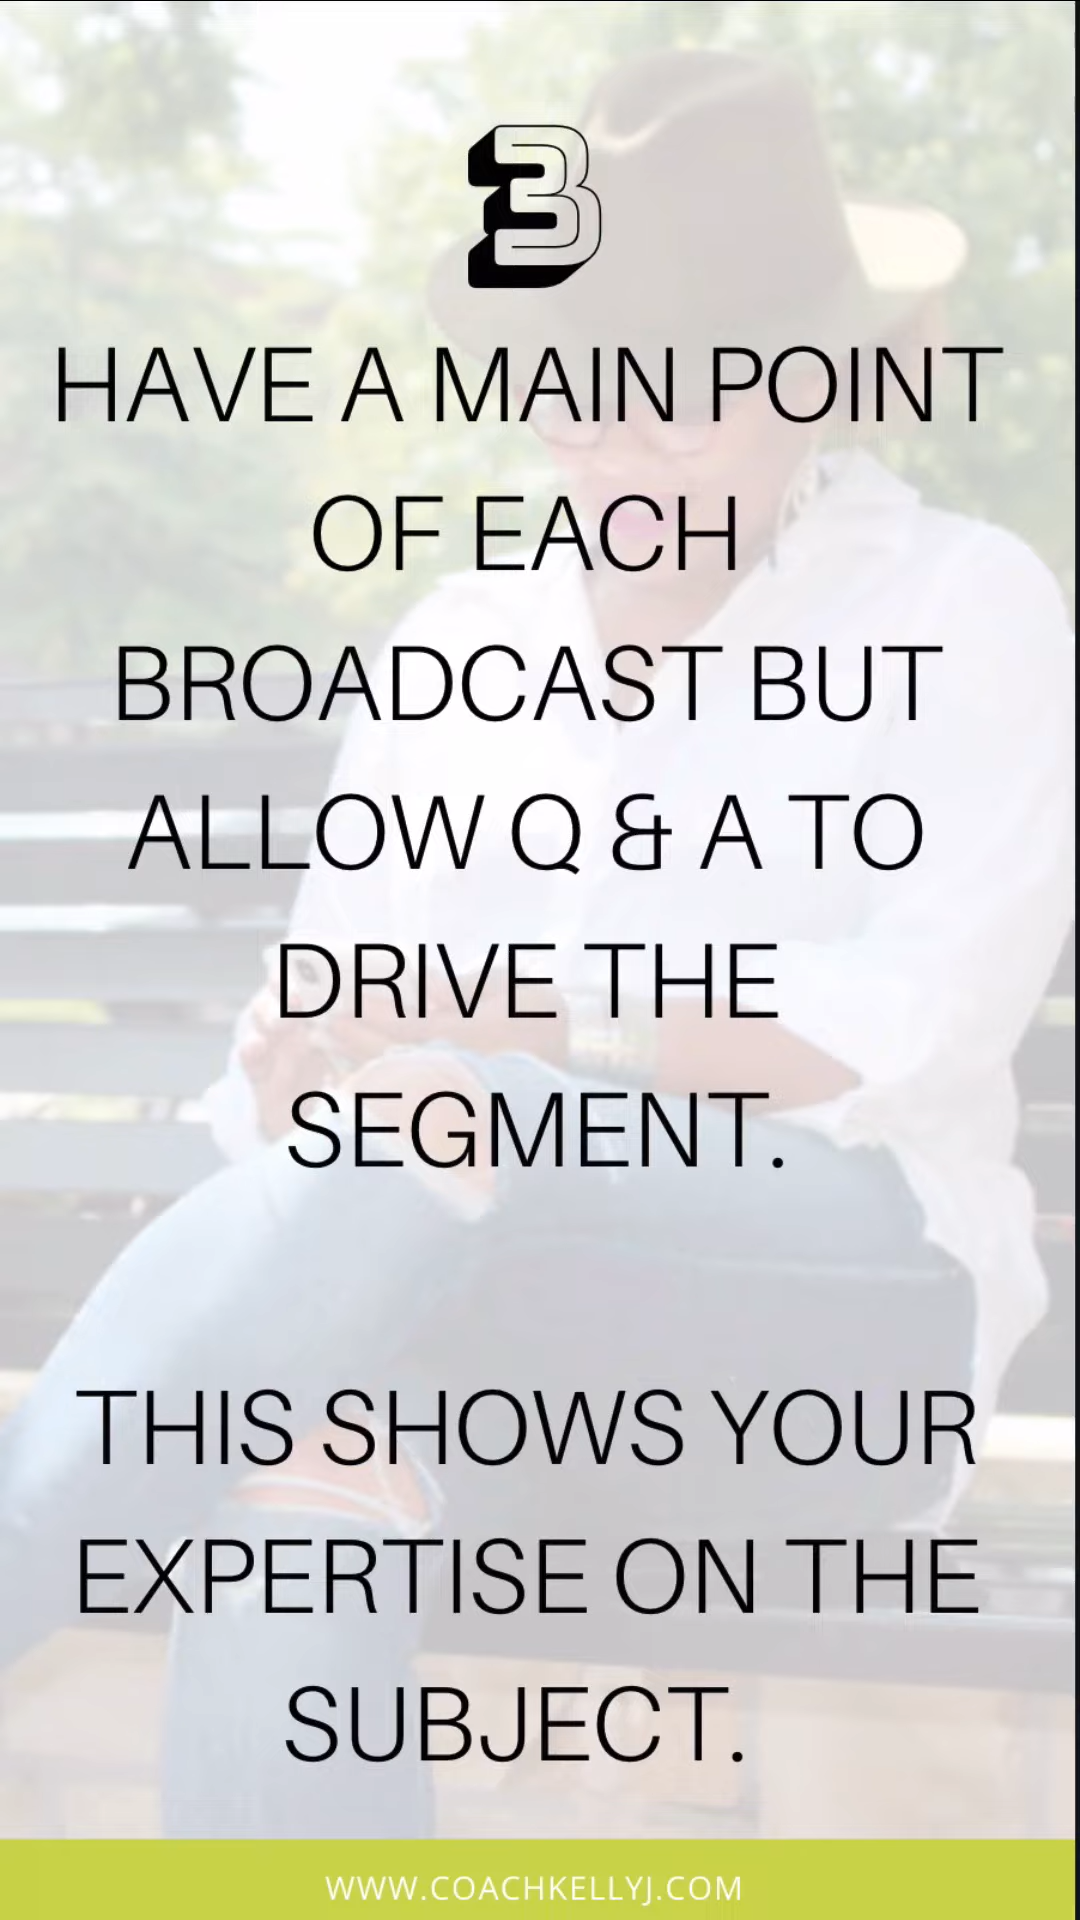 3
HAVE A MAIN POINT
OF EACH
BROADCAST BUT
ALLOW Q & A TO
DRIVE THE
SEGMENT.
THIS SHOWS YOUR
EXPERTISE ON THE
SUBJECT.
WWW.COACHKELLYJ.COM